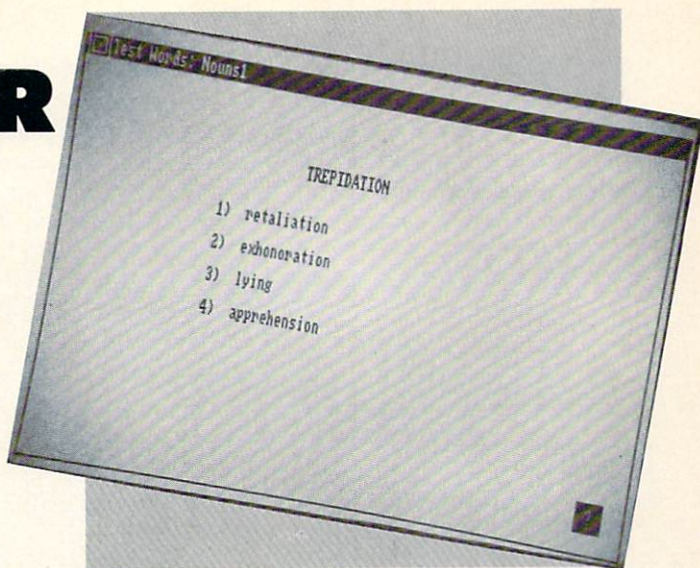 R
Test Words: Nouns1
TREPIDATION
1) retaliation
2) exhonoration
3) lying
4) apprehension
?